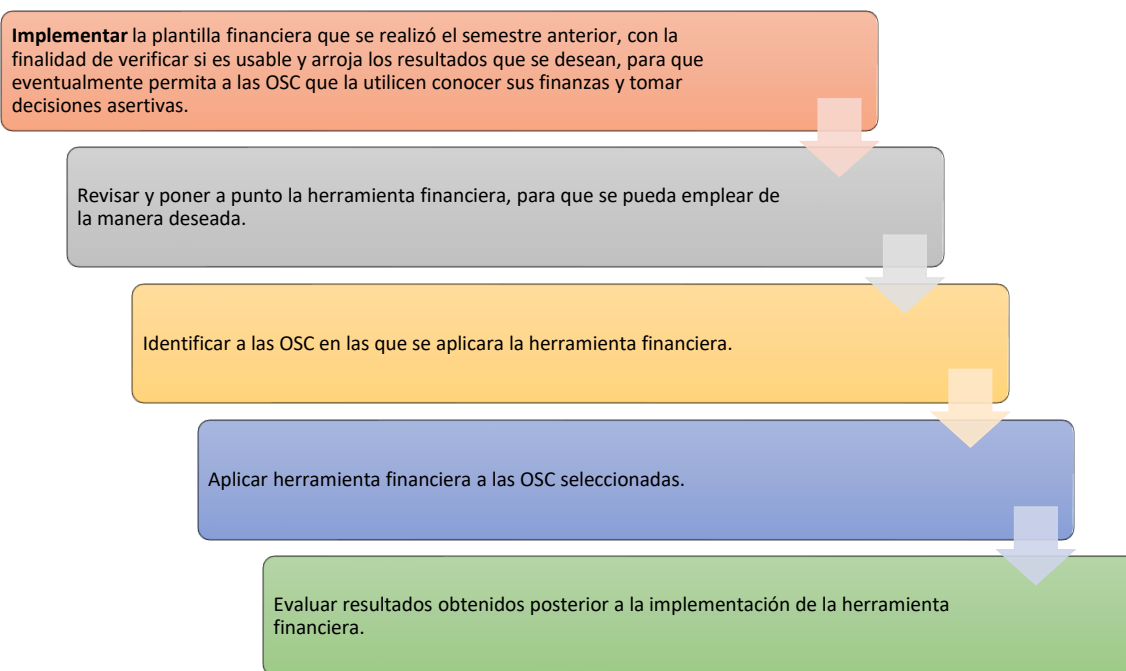 Implementar la plantilla financiera que se realizó el semestre anterior, con la
finalidad de verificar si es usable y arroja los resultados que se desean, para que
eventualmente permita a las OSC que la utilicen conocer sus finanzas y tomar
decisiones asertivas.
Revisar y poner a punto la herramienta financiera, para que se pueda emplear de
la manera deseada.
Identificar a las OSC en las que se aplicara la herramienta financiera.
Aplicar herramienta financiera a las OSC seleccionadas.
Evaluar resultados obtenidos posterior a la implementación de la herramienta
financiera.